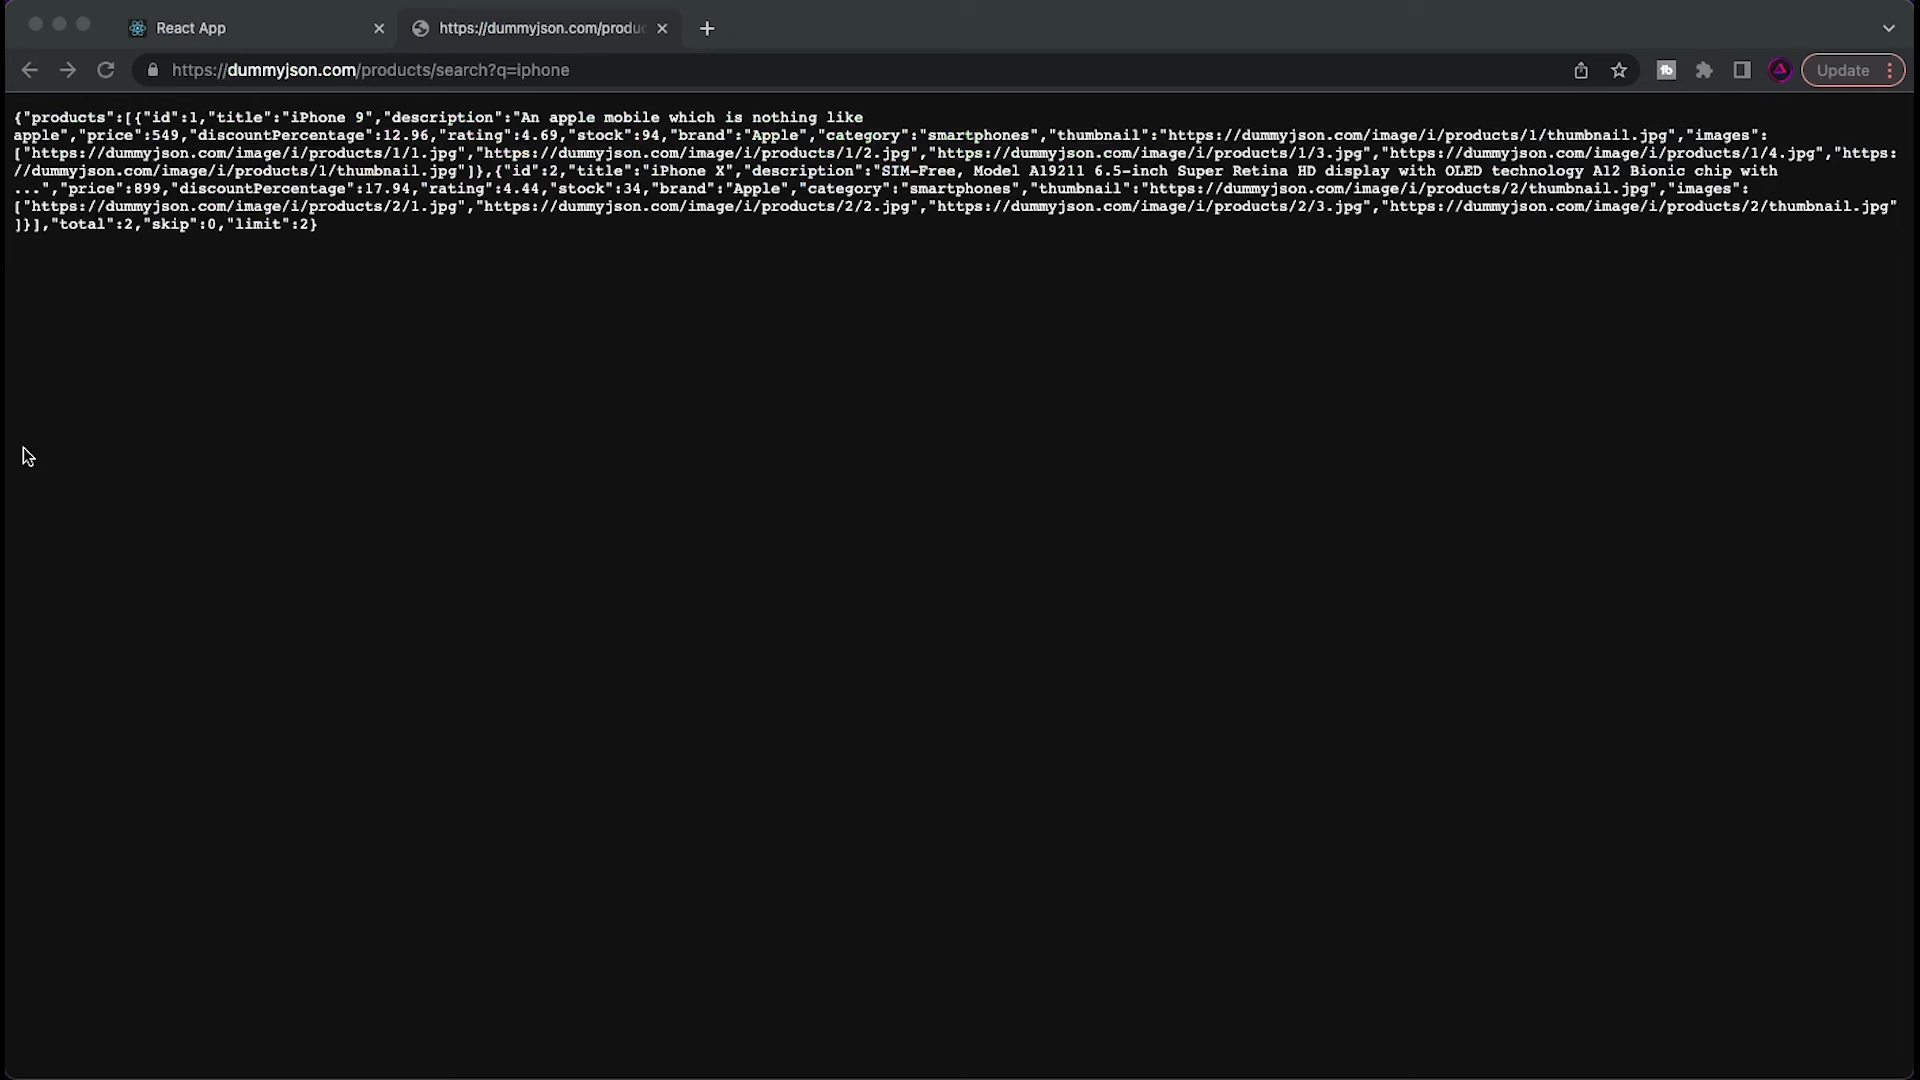 React App
https://dummyjson.com/produc
https://dummyjson.com/products/search?q=iphone
Update
{"products":[{"id":1,"title":"iPhone 9","description":"An apple mobile which is nothing like
apple","price":549,"discountPercentage":12.96,"rating":4.69,"stock":94,"brand":"Apple","category":"smartphones","thumbnail":"https://dummyjson.com/image/i/products/1/thumbnail.jpg","images":
["https://dummyjson.com/image/i/products/1/1.jpg","https://dummyjson.com/image/i/products/1/2.jpg","https://dummyjson.com/image/i/products/1/3.jpg","https://dummyjson.com/image/i/products/1/4.jpg","https:
//dummyjson.com/image/i/products/1/thumbnail.jpg"]},{"id":2,"title":"iPhone X","description":"SIM-Free, Model A19211 6.5-inch Super Retina HD display with OLED technology A12 Bionic chip with
...","price":899,"discountPercentage":17.94,"rating":4.44,"stock":34,"brand":"Apple","category":"smartphones","thumbnail":"https://dummyjson.com/image/i/products/2/thumbnail.jpg","images":
["https://dummyjson.com/image/i/products/2/1.jpg","https://dummyjson.com/image/i/products/2/2.jpg","https://dummyjson.com/image/i/products/2/3.jpg","https://dummyjson.com/image/i/products/2/thumbnail.jpg"
]}],"total":2,"skip":0,"limit":2}